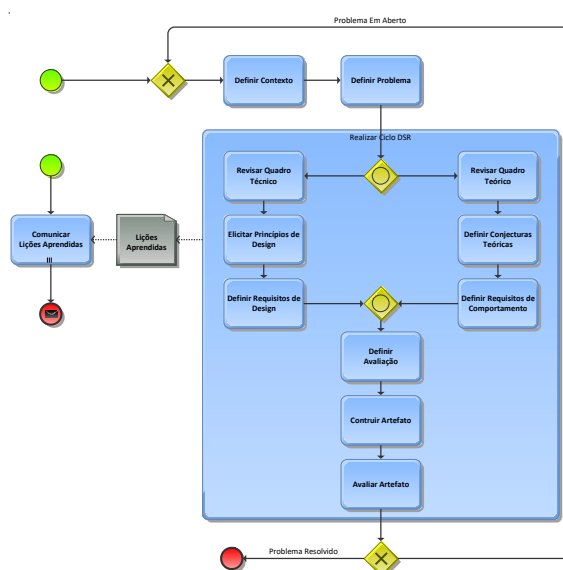 Problema Em Aberto
Definir Contexto
Definir Problema
Realizar Ciclo DSR
Revisar Quadro
Técnico
Revisar Quadro
Teórico
Comunicar
Lições Aprendidas
Lições
Aprendidas
Elicitar Princípios de
Design
Definir Conjecturas
Teóricas
Definir Requisitos de
Design
Definir Requisitos de
Comportamento
Definir
Avaliação
Contruir Artefato
Avaliar Artefato
Problema Resolvido